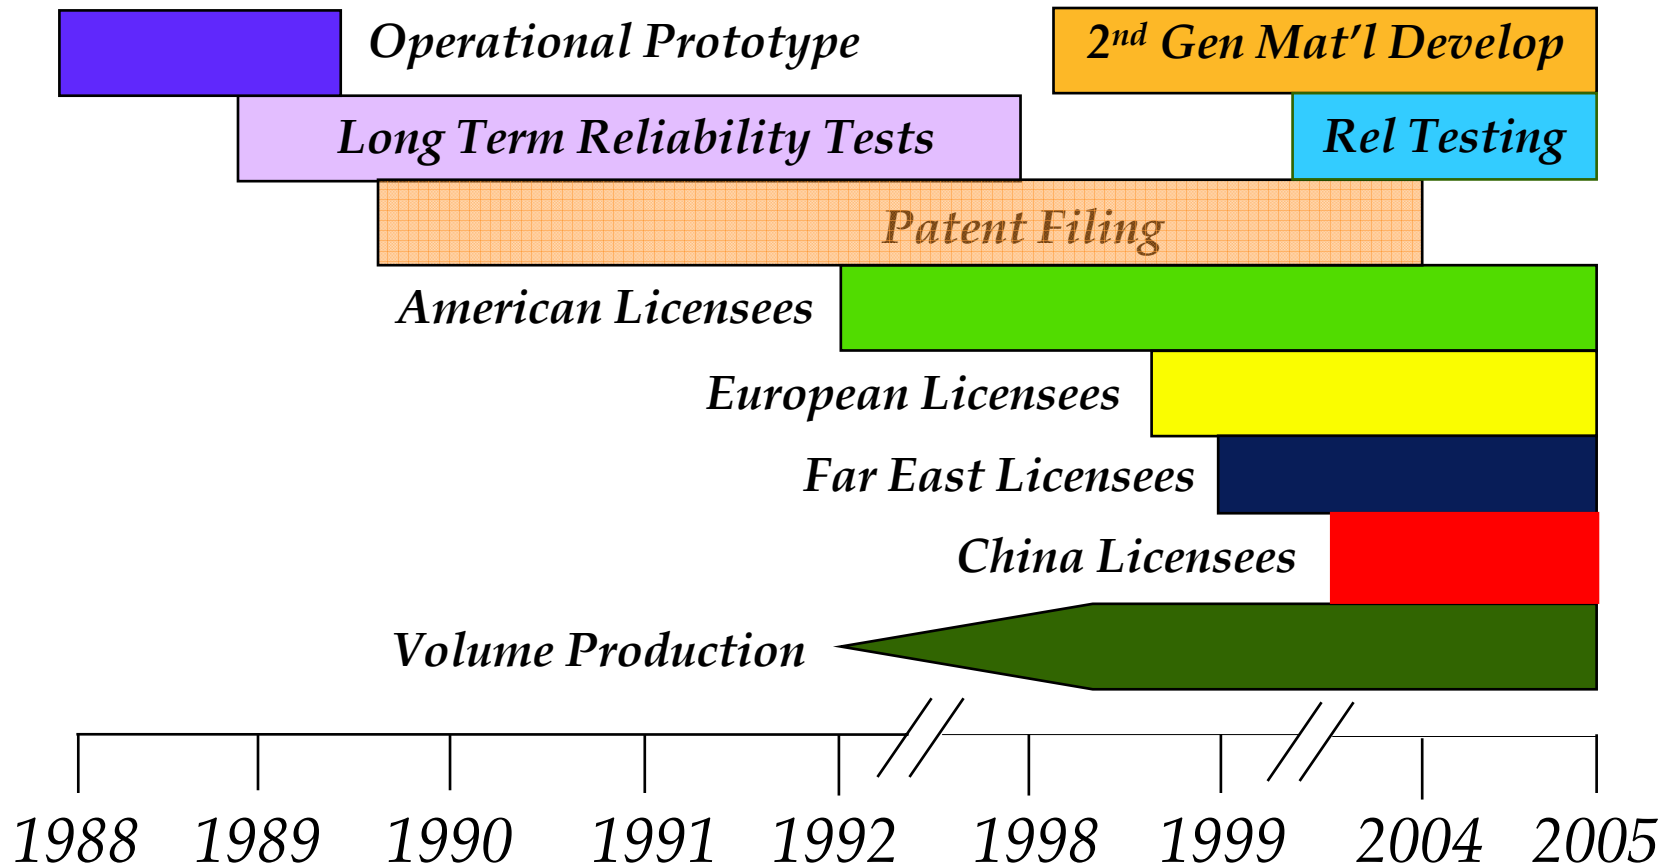 Operational Prototype
2nd Gen Mat'l Develop
Long Term Reliability Tests
Rel Testing
Patent Filing
American Licensees
European Licensees
Far East Licensees
China Licensees
Volume Production
1988 1989 1990 1991 1992 1998 1999 2004 2005